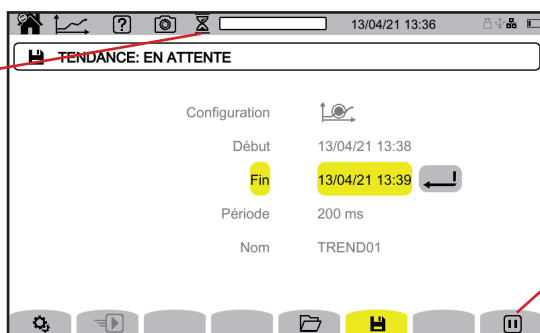 13/04/21 13:36
TENDANCE: EN ATTENTE
Configuration
Début 13/04/21 13:38
Fin 13/04/21 13:39
Période 200 ms
Nom TREND01